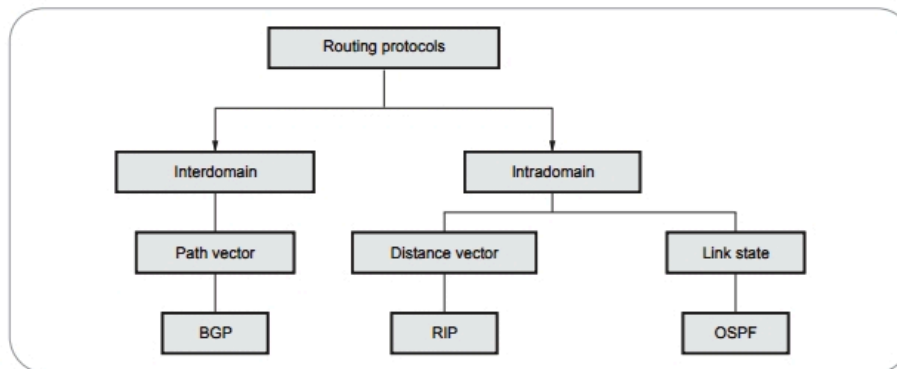 Routing protocols
Interdomain
Intradomain
Path vector
Distance vector
Link state
BGP
RIP
OSPF